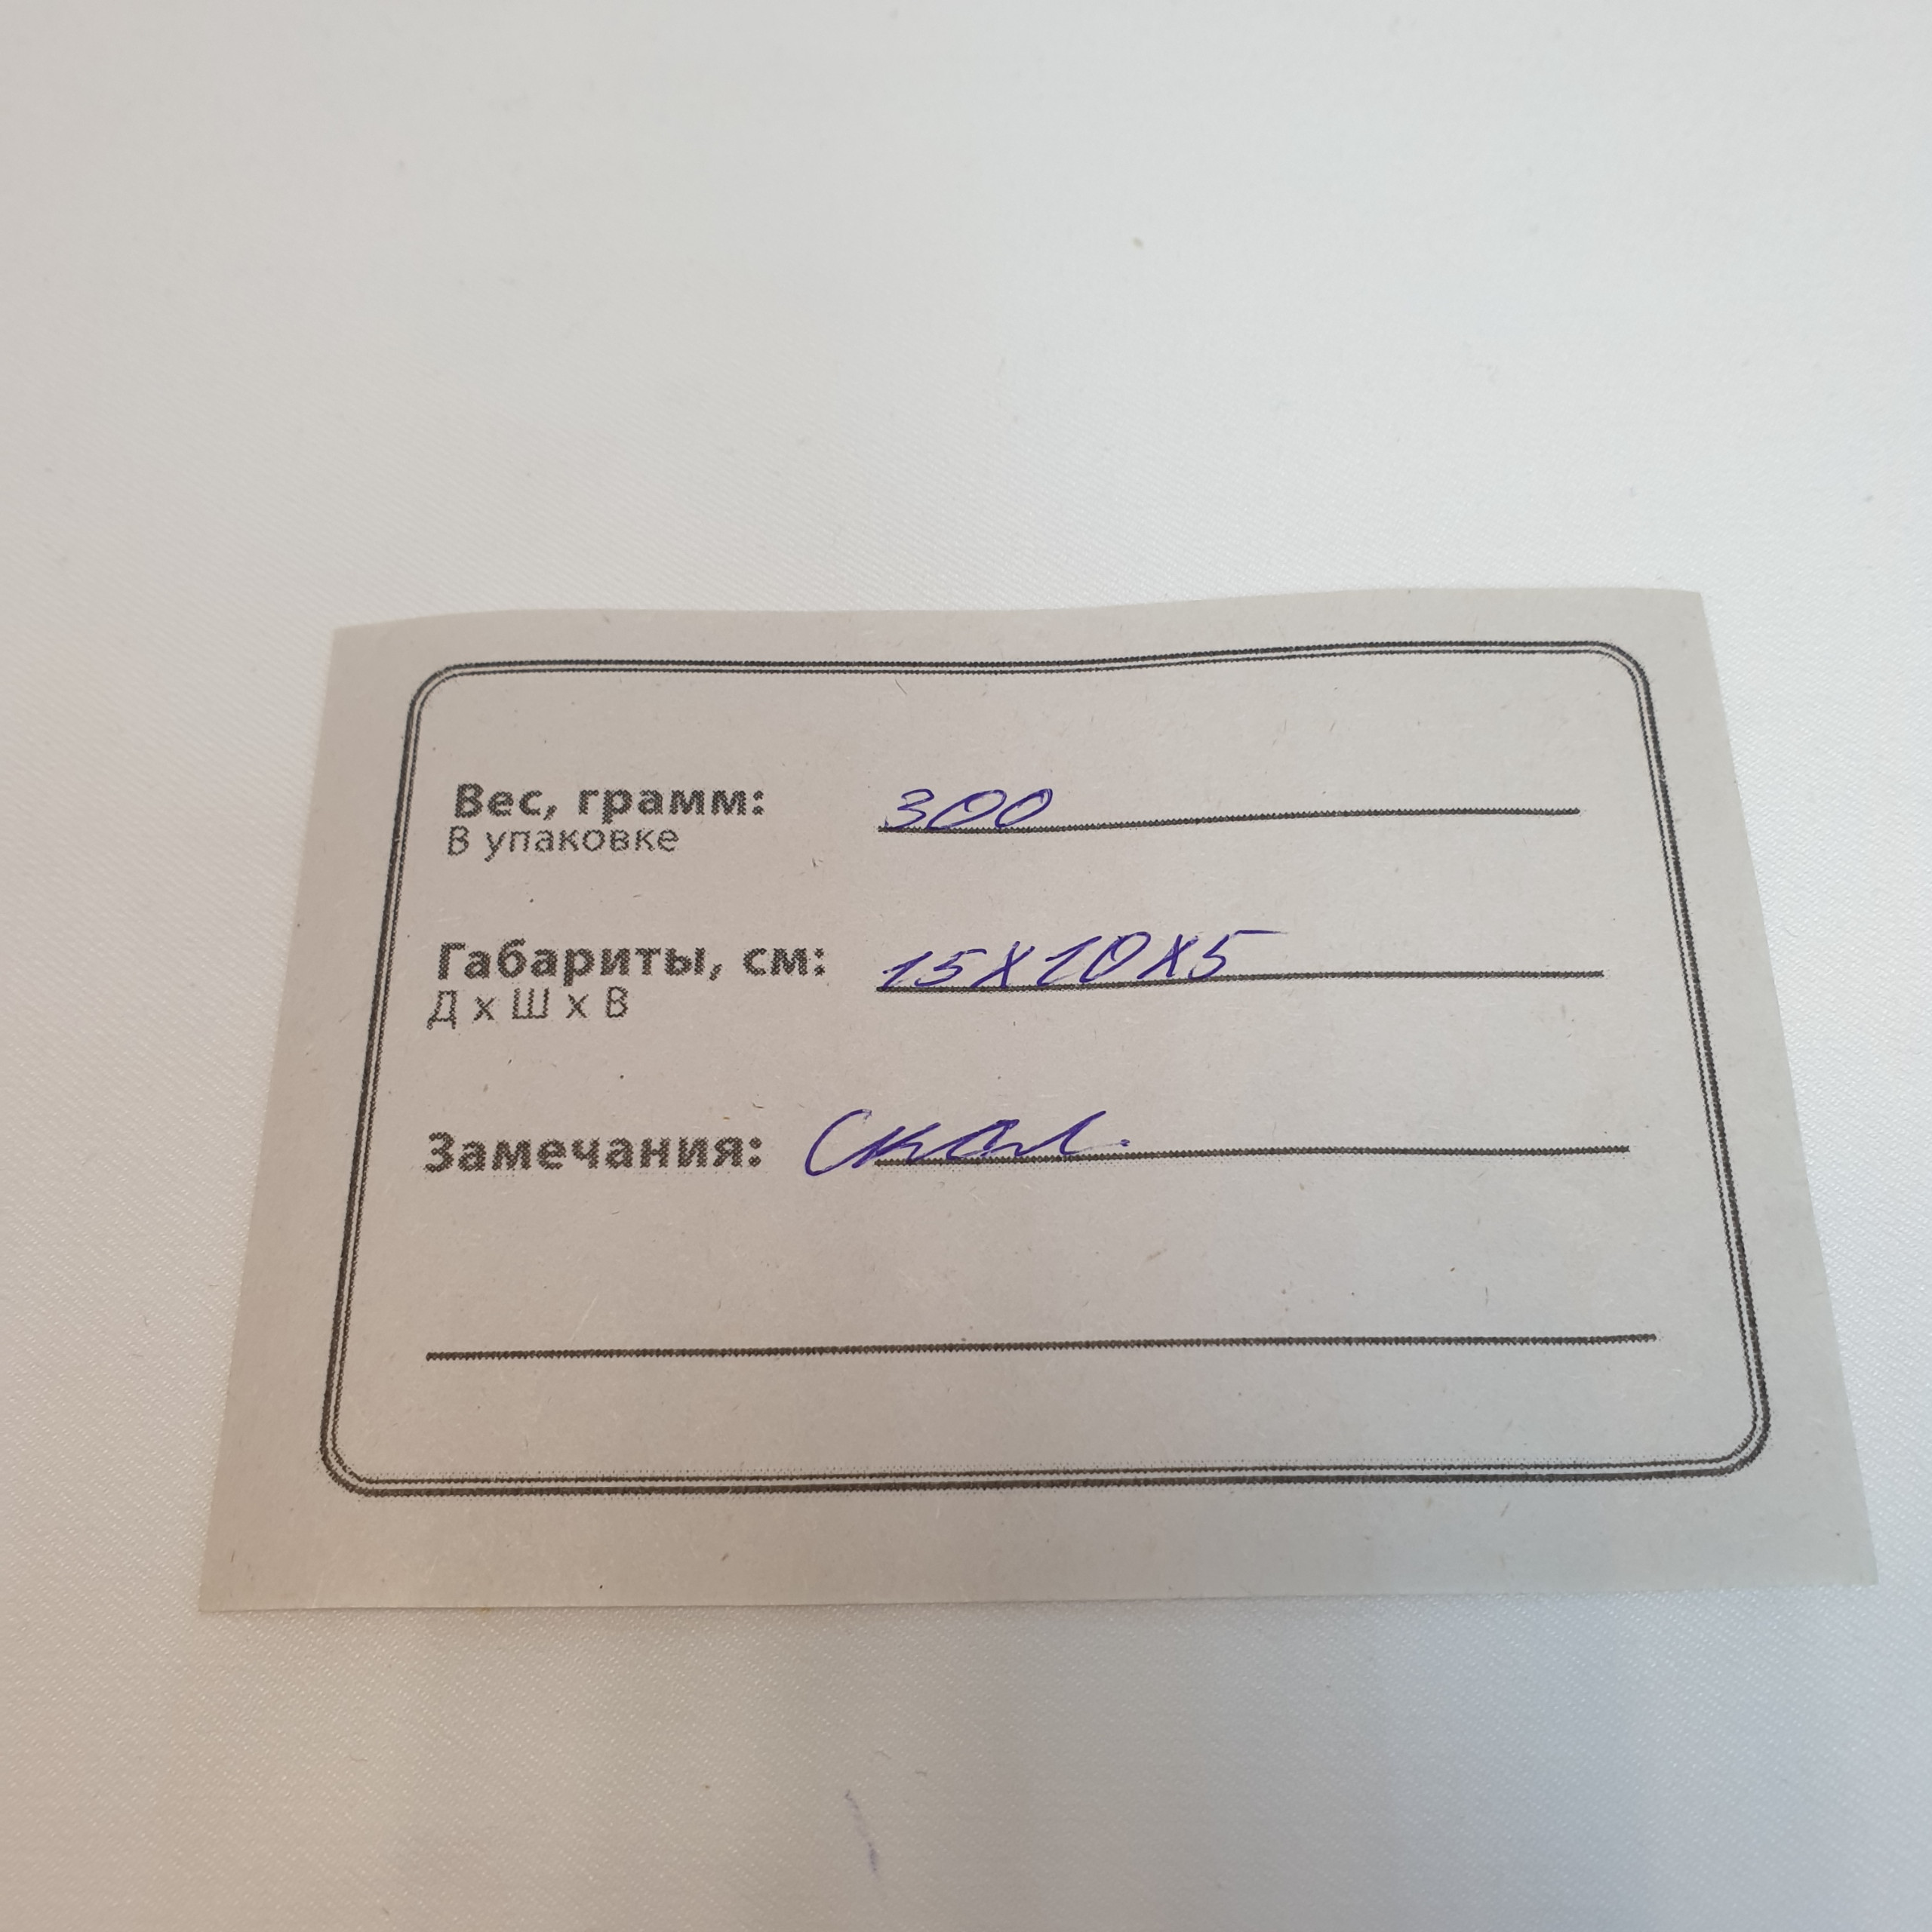 Вес, грамм: 300
В упаковке
Габариты, см: 15X10X5
Д х Ш х В
Замечания: Скол.